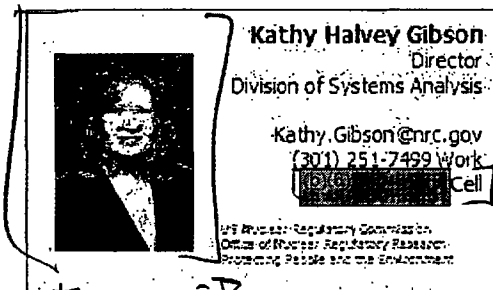 Kathy Halvey Gibson
Director
Division of Systems Analysis
Kathy.Gibson@nrc.gov
(301) 251-7499 Work
(b)(6) Cell
US Nuclear Regulatory Commission
Office of Nuclear Regulatory Research
Protecting People and the Environment